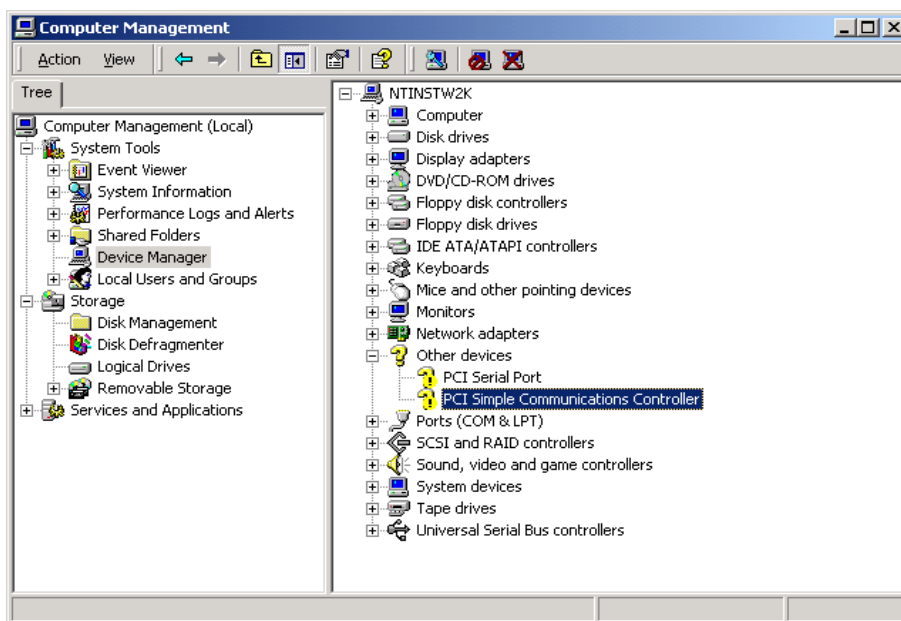 Computer Management
Action View
Tree
Computer Management (Local)
System Tools
Event Viewer
System Information
Performance Logs and Alerts
Shared Folders
Device Manager
Local Users and Groups
Storage
Disk Management
Disk Defragmenter
Logical Drives
Removable Storage
Services and Applications
NTINSTW2K
Computer
Disk drives
Display adapters
DVD/CD-ROM drives
Floppy disk controllers
Floppy disk drives
IDE ATA/ATAPI controllers
Keyboards
Mice and other pointing devices
Monitors
Network adapters
Other devices
PCI Serial Port
PCI Simple Communications Controller
Ports (COM & LPT)
SCSI and RAID controllers
Sound, video and game controllers
System devices
Tape drives
Universal Serial Bus controllers